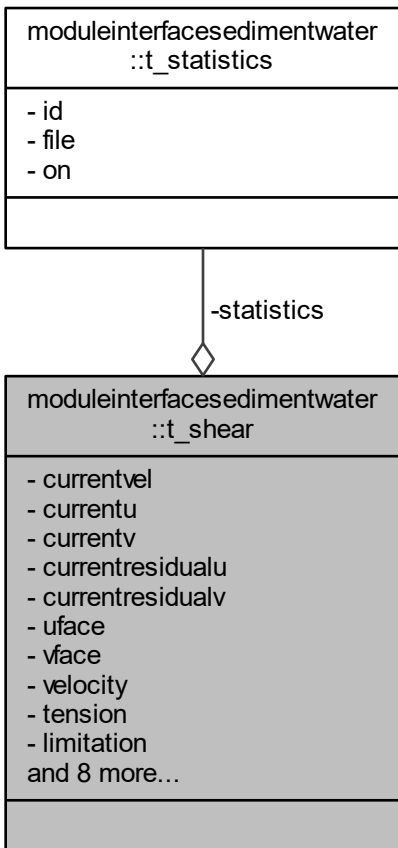 moduleinterfacesedimentwater
::t_statistics
- id
- file
- on
-statistics
moduleinterfacesedimentwater
::t_shear
- currentvel
- currentu
- currentv
- currentresidualu
- currentresidualv
- uface
- vface
- velocity
- tension
- limitation
and 8 more...